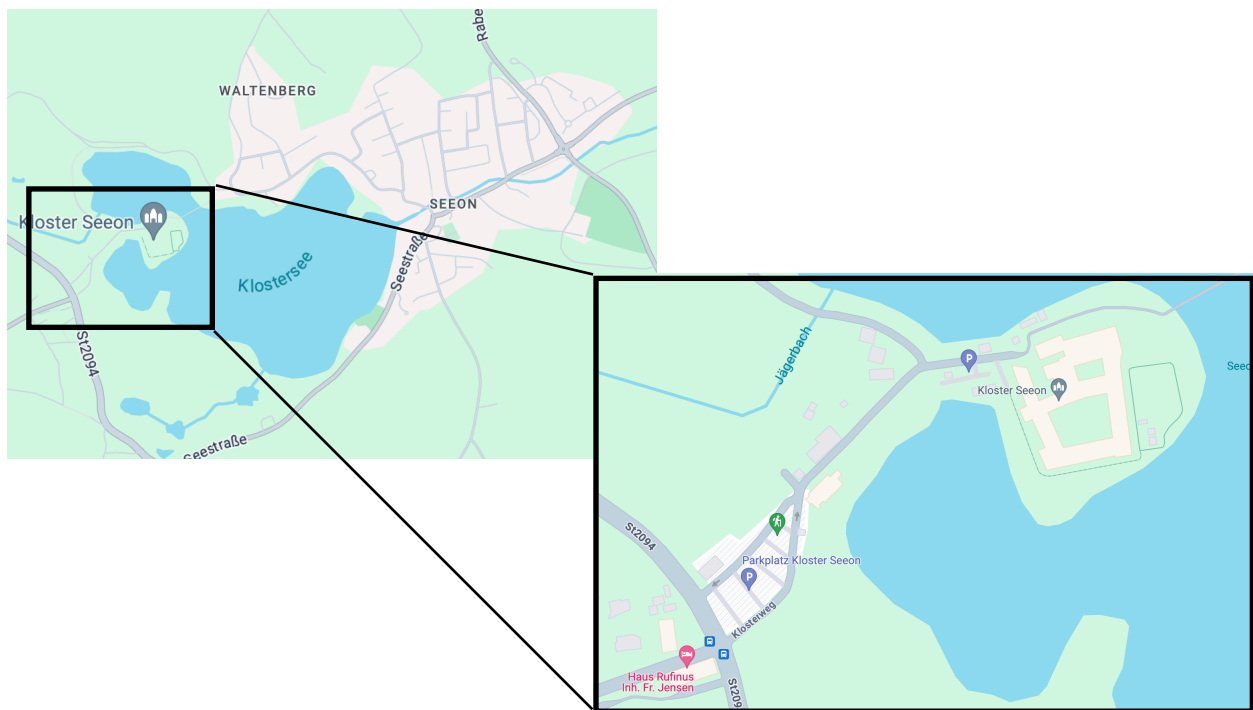 Rabe
WALTENBERG
SEEON
Kloster Seeon
Klostersee
Seestraße
St2094
Seestraße
Jägerbach
P
Kloster Seeon
Seec
St2094
Parkplatz Kloster Seeon
P
Klosterweg
Haus Rufinus
Inh. Fr. Jensen
St209